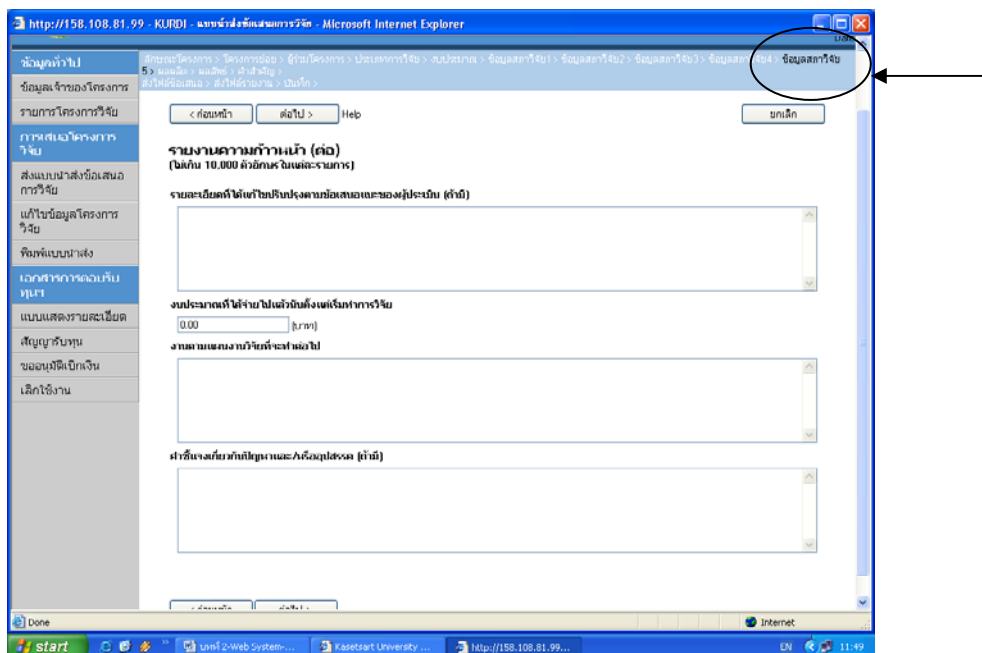 http://158.108.81.99 - KURDI - แบบนำส่งข้อเสนอการวิจัย - Microsoft Internet Explorer
ข้อมูลทั่วไป
ข้อมูลเจ้าของโครงการ
รายการโครงการวิจัย
การเสนอโครงการ
วิจัย
ส่งแบบนำส่งข้อเสนอ
การวิจัย
แก้ไขข้อมูลโครงการ
วิจัย
พิมพ์แบบนำส่ง
เอกสารการตอบรับ
ทุนฯ
แบบแสดงรายละเอียด
สัญญารับทุน
ขออนุมัติเบิกเงิน
เลิกใช้งาน
ลักษณะโครงการ > โครงการย่อย > ผู้ร่วมโครงการ > ประเภทการวิจัย > งบประมาณ > ข้อมูลสภาวิจัย1 > ข้อมูลสภาวิจัย2 > ข้อมูลสภาวิจัย3 > ข้อมูลสภาวิจัย4 > ข้อมูลสภาวิจัย
5 > ผลผลิต > ผลลัพธ์ > คำสำคัญ >
ส่งไฟล์ข้อเสนอ > ส่งไฟล์รายงาน > บันทึก >
< ก่อนหน้า
ต่อไป >
Help
ยกเลิก
รายงานความก้าวหน้า (ต่อ)
(ไม่เกิน 10,000 ตัวอักษร ในแต่ละรายการ)
รายละเอียดที่ได้แก้ไขปรับปรุงตามข้อเสนอแนะของผู้ประเมิน (ถ้ามี)
งบประมาณที่ได้จ่ายไปแล้วนับตั้งแต่เริ่มทำการวิจัย
0.00 (บาท)
งานตามแผนงานวิจัยที่จะทำต่อไป
คำชี้แจงเกี่ยวกับปัญหาและ/หรืออุปสรรค (ถ้ามี)
< ก่อนหน้า
ต่อไป >
Done
Internet
start
บทที่ 2-Web System-...
Kasetsart University ...
http://158.108.81.99...
EN
11:49